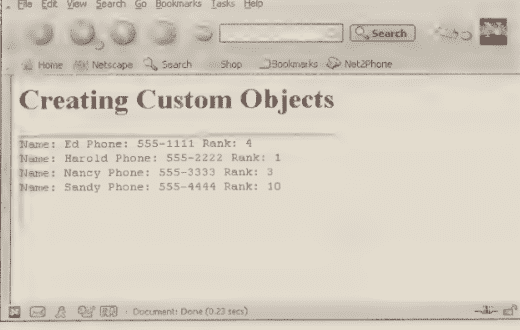 File Edit View Search Go Bookmarks Tasks Help
Search
Home Netscape Search Shop Bookmarks Net2Phone
Creating Custom Objects
Name: Ed Phone: 555-1111 Rank: 4
Name: Harold Phone: 555-2222 Rank: 1
Name: Nancy Phone: 555-3333 Rank: 3
Name: Sandy Phone: 555-4444 Rank: 10
Document: Done (0.23 secs)